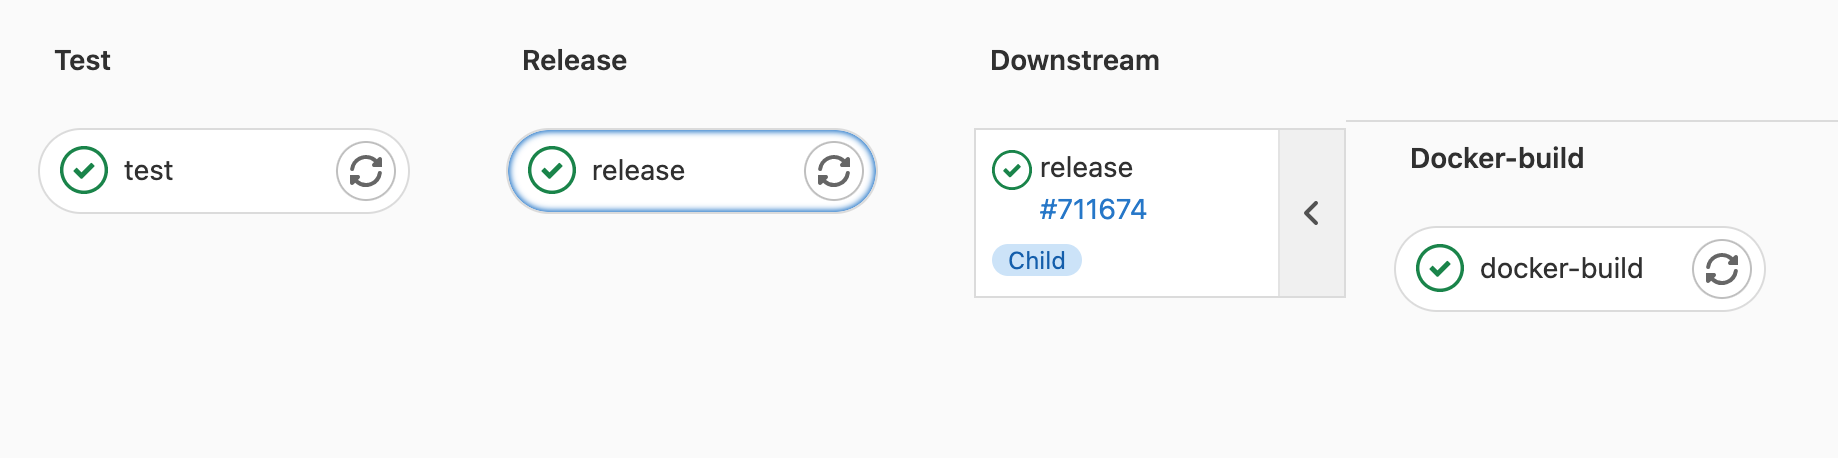 Test
test
Release
release
Downstream
release
#711674
Child
Docker-build
docker-build